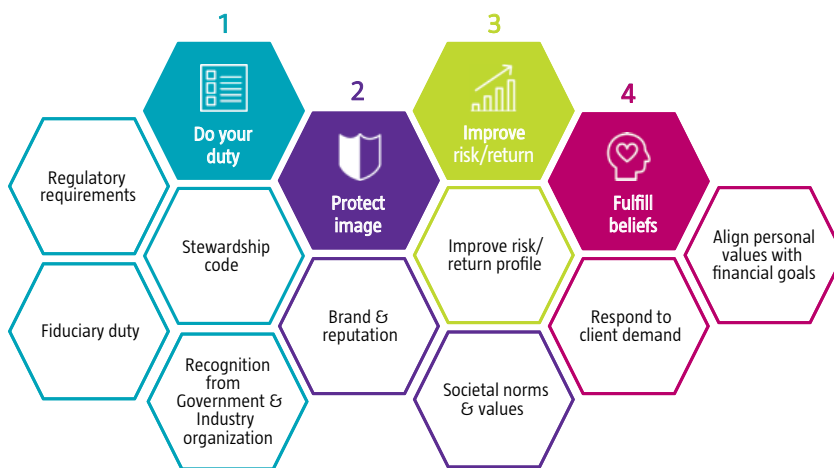 1
Do your
duty
Regulatory
requirements
Stewardship
code
Fiduciary duty
Recognition
from
Government &
Industry
organization
2
Protect
image
Brand &
reputation
Societal norms
& values
3
Improve
risk/return
Improve risk/
return profile
4
Fulfill
beliefs
Respond to
client demand
Align personal
values with
financial goals